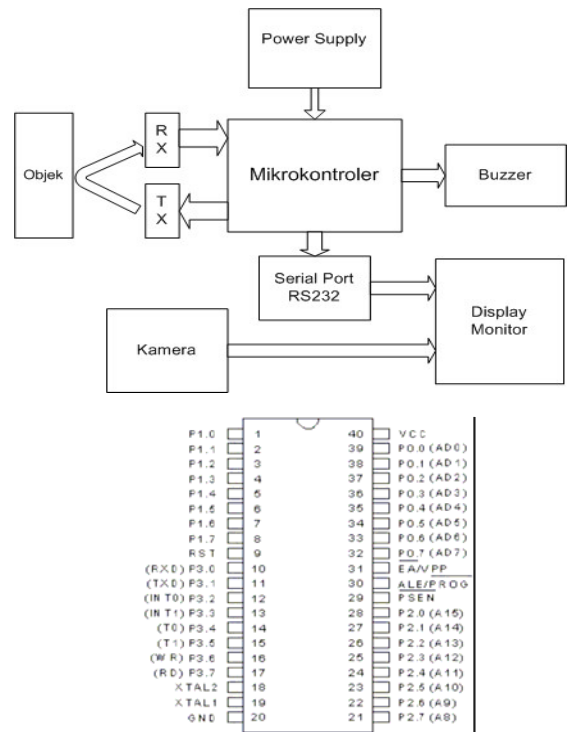 Power Supply
Objek
R
X
T
X
Mikrokontroler
Buzzer
Serial Port
RS232
Display
Monitor
Kamera
P1.0 1 40 VCC
P1.1 2 39 P0.0 (AD0)
P1.2 3 38 P0.1 (AD1)
P1.3 4 37 P0.2 (AD2)
P1.4 5 36 P0.3 (AD3)
P1.5 6 35 P0.4 (AD4)
P1.6 7 34 P0.5 (AD5)
P1.7 8 33 P0.6 (AD6)
RST 9 32 P0.7 (AD7)
(RXD) P3.0 10 31 EA/VPP
(TXD) P3.1 11 30 ALE/PROG
(INT0) P3.2 12 29 PSEN
(INT1) P3.3 13 28 P2.0 (A15)
(T0) P3.4 14 27 P2.1 (A14)
(T1) P3.5 15 26 P2.2 (A13)
(WR) P3.6 16 25 P2.3 (A12)
(RD) P3.7 17 24 P2.4 (A11)
XTAL2 18 23 P2.5 (A10)
XTAL1 19 22 P2.6 (A9)
GND 20 21 P2.7 (A8)